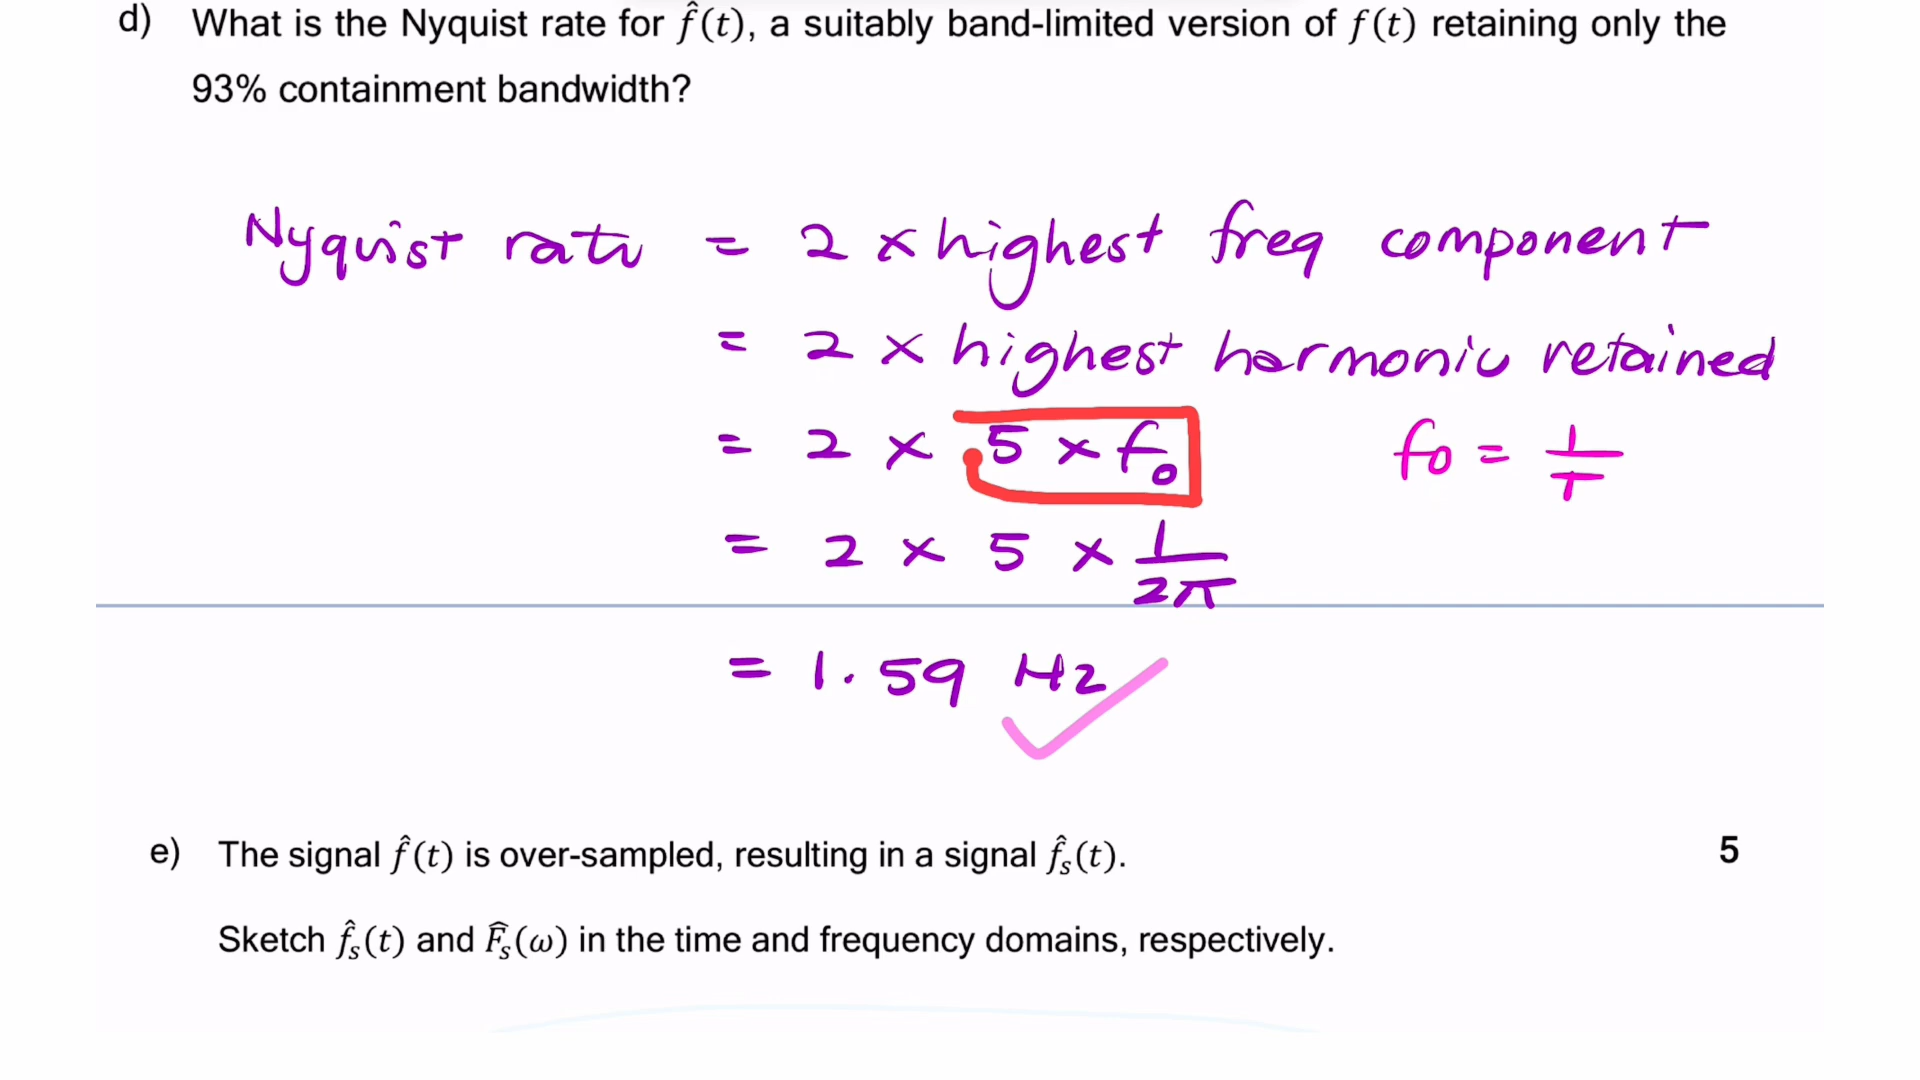 d) What is the Nyquist rate for f̂(t), a suitably band-limited version of f(t) retaining only the
93% containment bandwidth?
Nyquist rate = 2 × highest freq component
= 2 × highest harmonic retained
= 2 × 5 × f₀ f₀ = 1/T
= 2 × 5 × 1/2π
= 1.59 Hz
e) The signal f̂(t) is over-sampled, resulting in a signal f̂ₛ(t). 5
Sketch f̂ₛ(t) and F̂ₛ(ω) in the time and frequency domains, respectively.